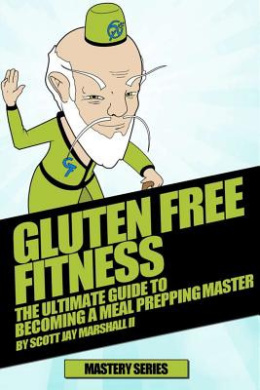 GLUTEN FREE
FITNESS
THE ULTIMATE GUIDE TO
BECOMING A MEAL PREPPING MASTER
BY SCOTT JAY MARSHALL II
MASTERY SERIES